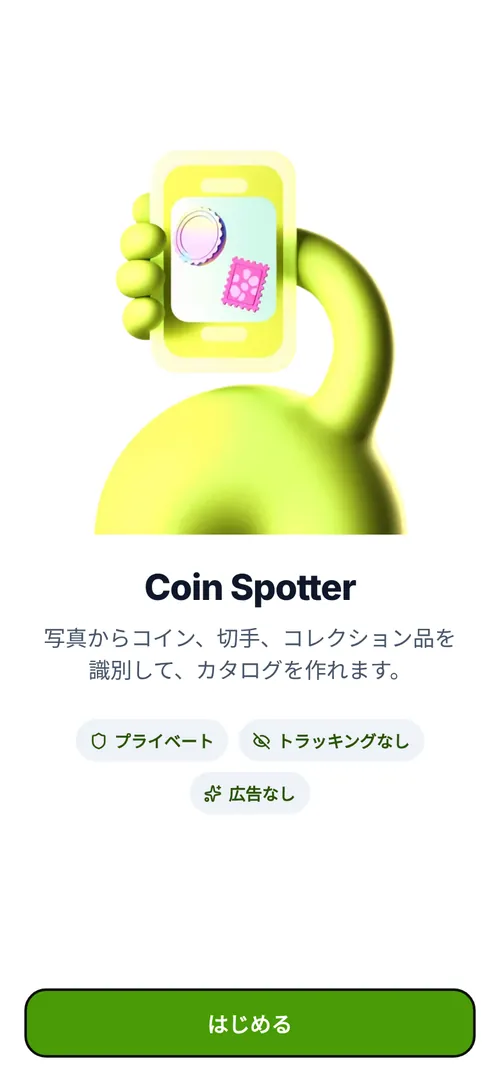 Coin Spotter
写真からコイン、切手、コレクション品を
識別して、カタログを作れます。
プライベート
トラッキングなし
広告なし
はじめる